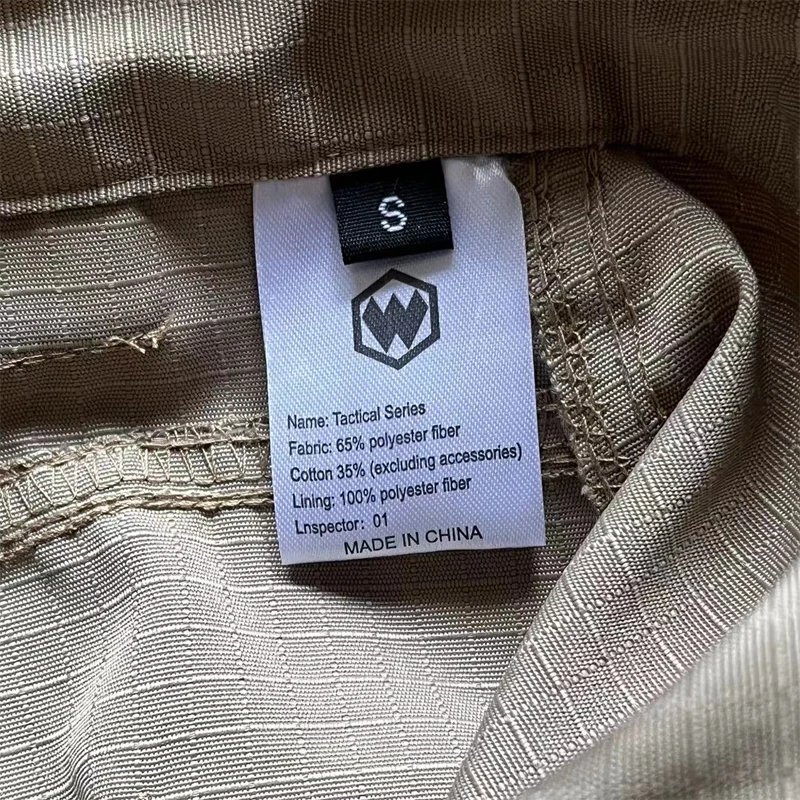 S
W
Name: Tactical Series
Fabric: 65% polyester fiber
Cotton 35% (excluding accessories)
Lining: 100% polyester fiber
Lnspector: 01
MADE IN CHINA